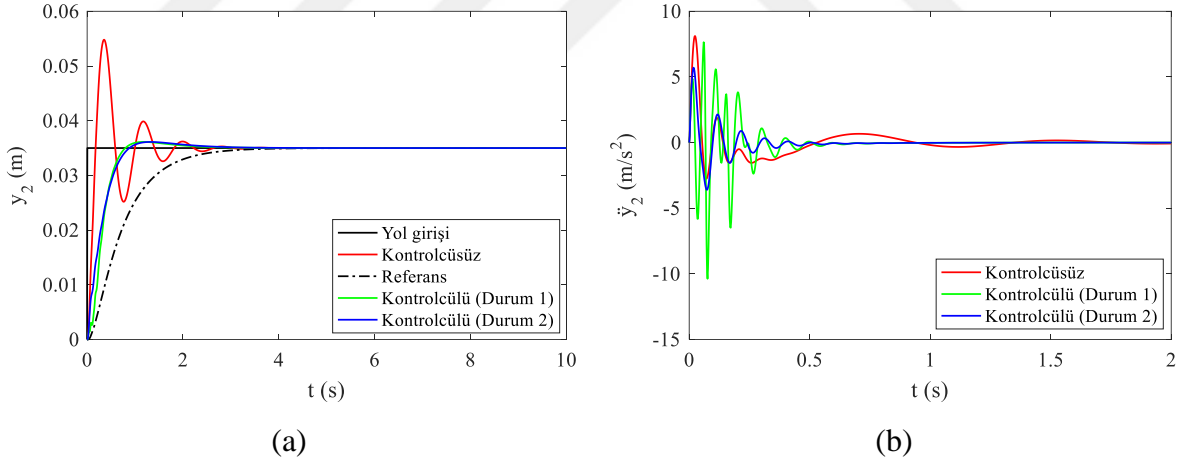 0.06
0.05
0.04
0.03
0.02
0.01
0
y₂ (m)
0 2 4 6 8 10
t (s)
Yol girişi
Kontrolcüsüz
Referans
Kontrolcülü (Durum 1)
Kontrolcülü (Durum 2)
(a)
10
5
0
-5
-10
-15
ÿ₂ (m/s²)
0 0.5 1 1.5 2
t (s)
Kontrolcüsüz
Kontrolcülü (Durum 1)
Kontrolcülü (Durum 2)
(b)